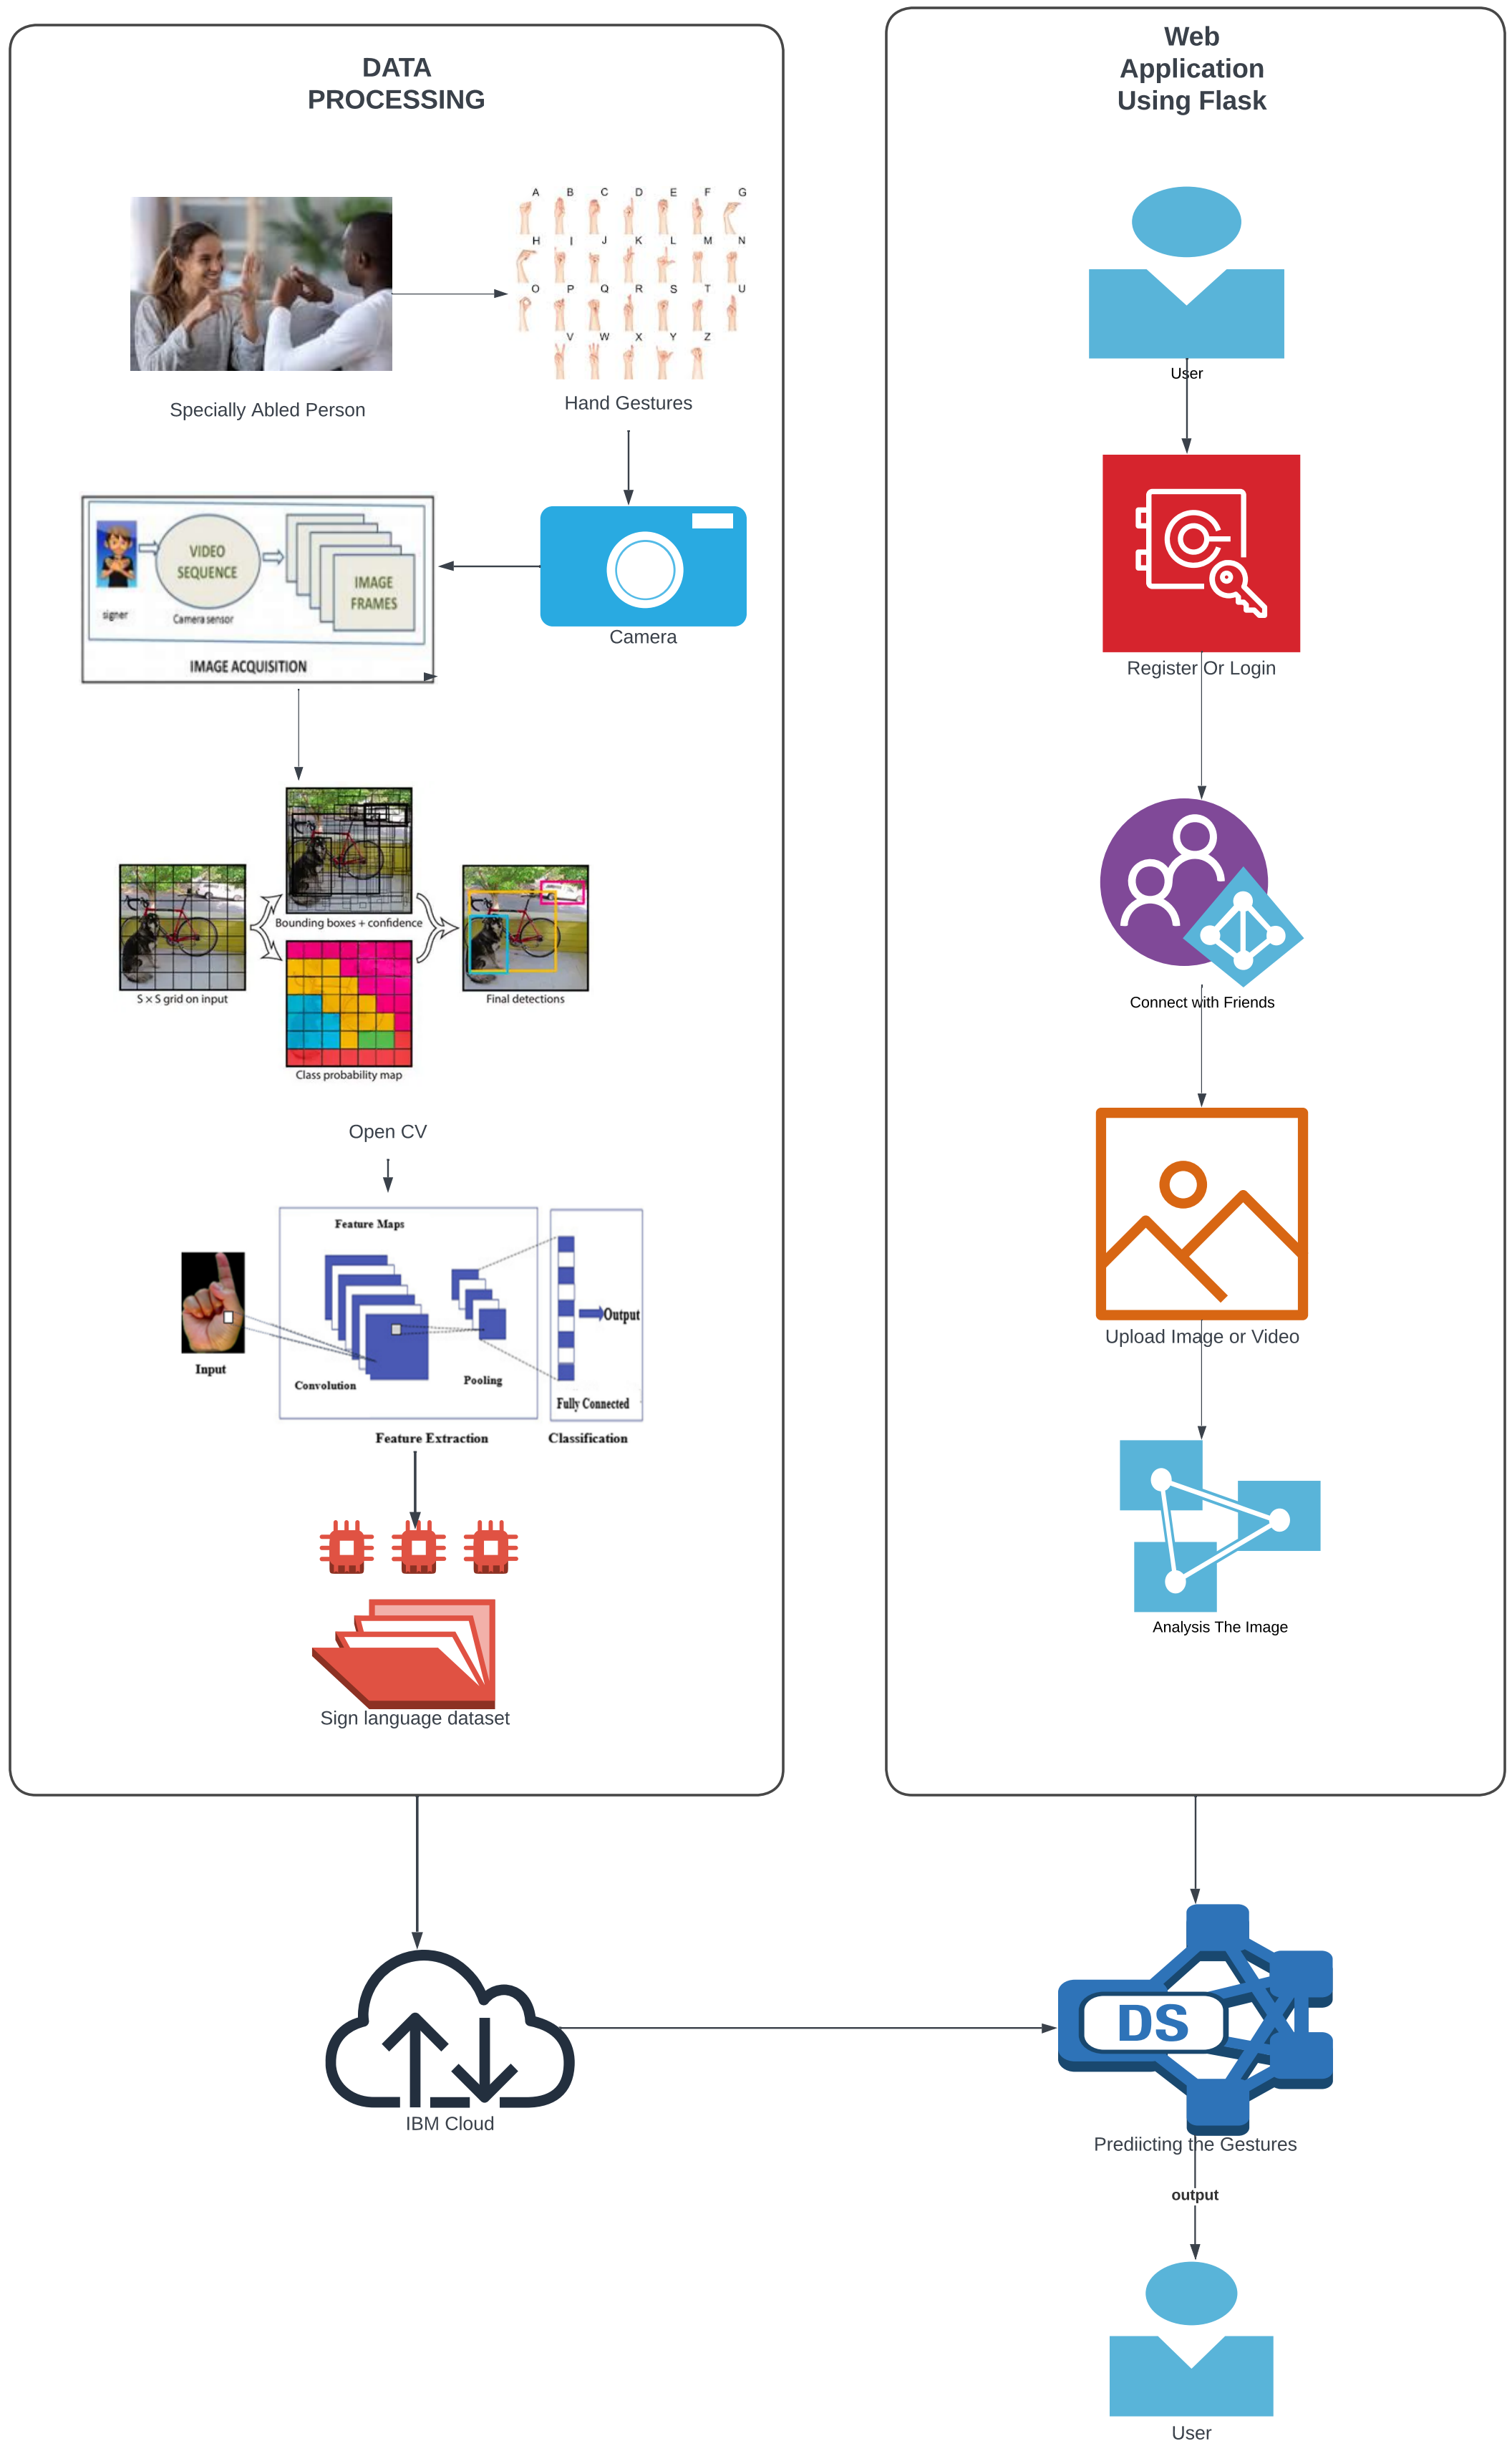 DATA
PROCESSING
A B C D E F G
H I J K L M N
O P Q R S T U
V W X Y Z
Specially Abled Person
Hand Gestures
VIDEO
SEQUENCE
IMAGE
FRAMES
signer
Camera sensor
IMAGE ACQUISITION
Camera
Bounding boxes + confidence
S × S grid on input
Final detections
Class probability map
Open CV
Feature Maps
Output
Input
Convolution
Pooling
Fully Connected
Feature Extraction
Classification
Sign language dataset
IBM Cloud
Web
Application
Using Flask
User
Register Or Login
Connect with Friends
Upload Image or Video
Analysis The Image
DS
Prediicting the Gestures
output
User